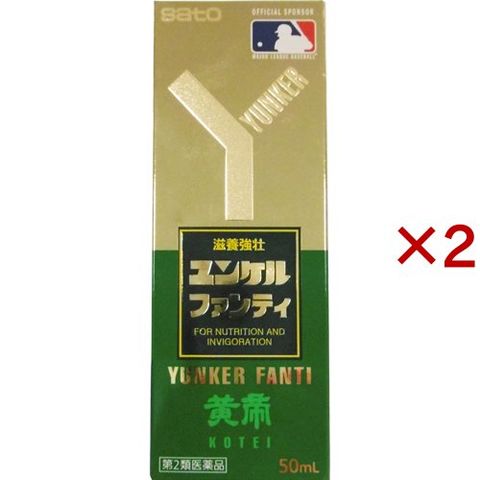 sato
OFFICIAL SPONSOR
MAJOR LEAGUE BASEBALL
Y
YUNKER
×2
滋養強壮
ユンケル
ファンティ
FOR NUTRITION AND
INVIGORATION
YUNKER FANTI
黄帝
KOTEI
第2類医薬品
50mL